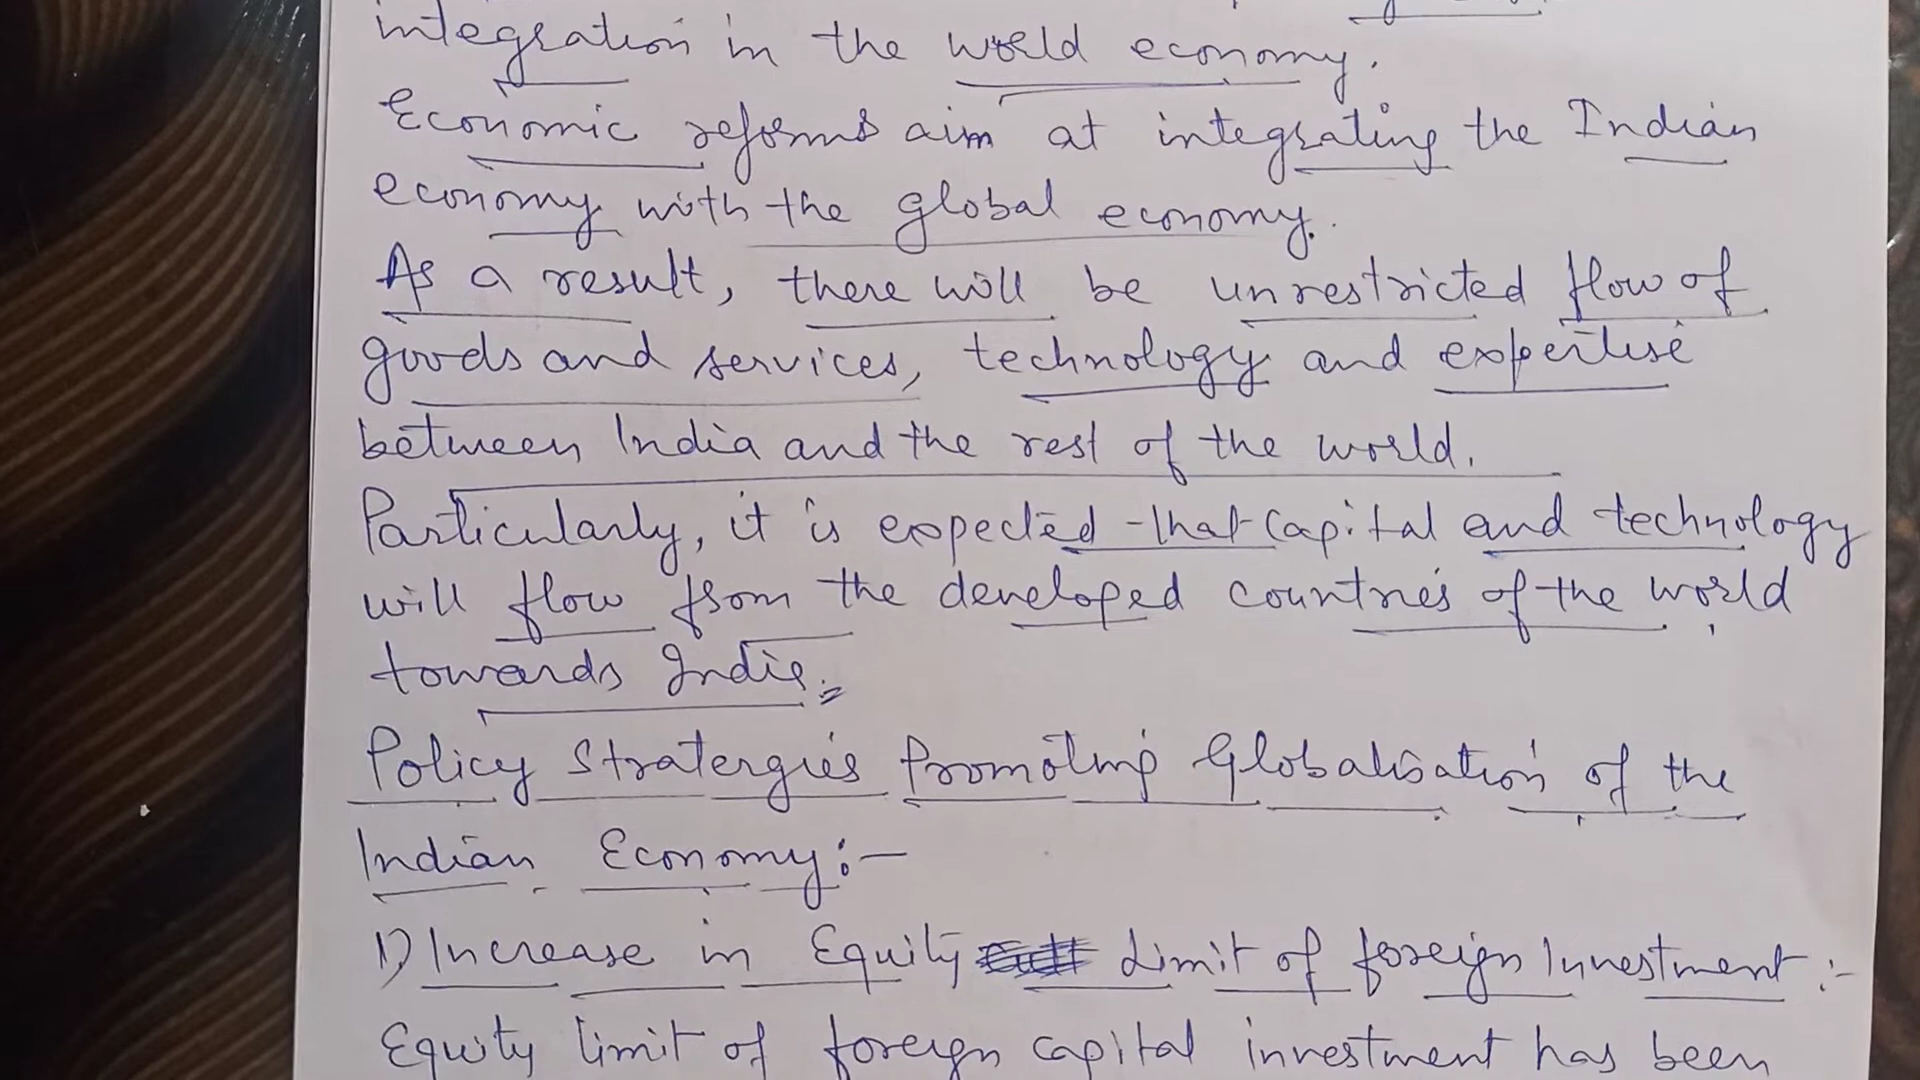 integration in the world economy.
Economic reforms aim at integrating the Indian
economy with the global economy.
As a result, there will be unrestricted flow of
goods and services, technology and expertise
between India and the rest of the world.
Particularly, it is expected that capital and technology
will flow from the developed countries of the world
towards India.
Policy Stratergies Promoting Globalisation of the
Indian Economy:-
1) Increase in Equity Limit of foreign Investment :-
Equity limit of foreign capital investment has been